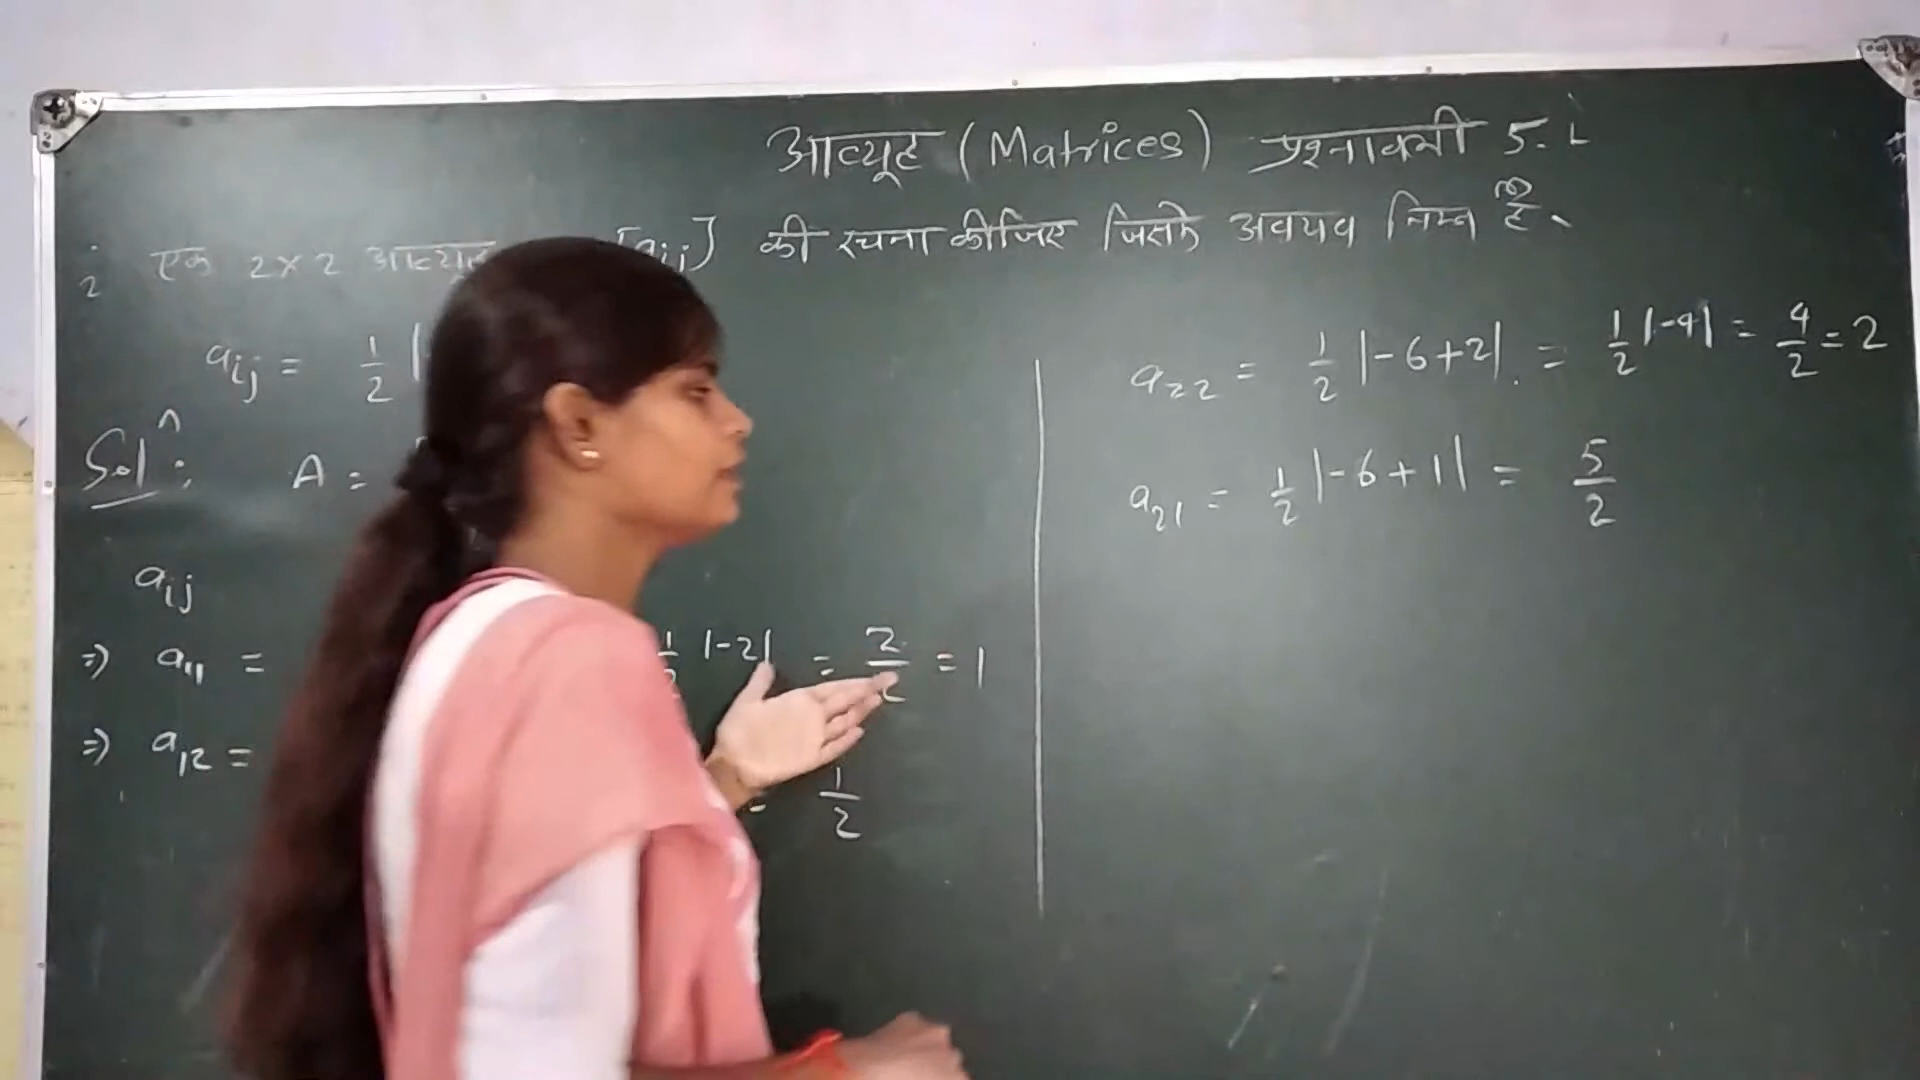 आव्यूह (Matrices) प्रश्नावली 5.1
एक 2×2 आव्यूह [aij] की रचना कीजिए जिसके अवयव निम्न हैं
aij = 1/2 |
Sol^n: A =
aij
⇒ a11 = 1/2 |-2| = 2/2 = 1
⇒ a12 = = 1/2
a22 = 1/2 |-6+2| = 1/2 |-4| = 4/2 = 2
a21 = 1/2 |-6+1| = 5/2